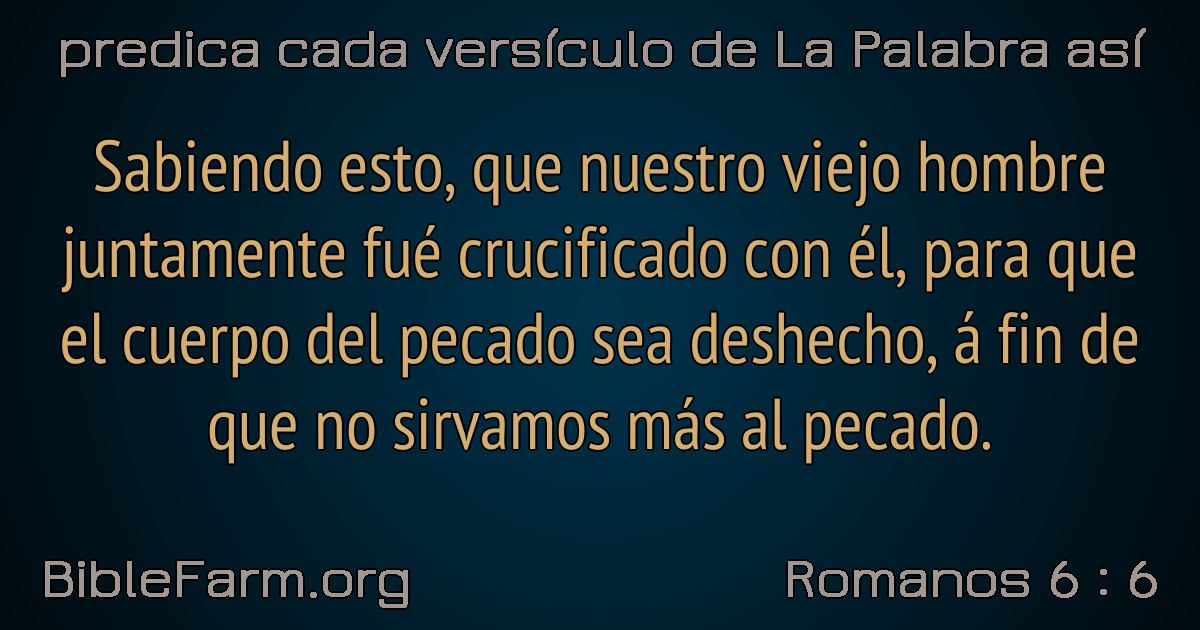 predica cada versículo de La Palabra así
Sabiendo esto, que nuestro viejo hombre
juntamente fué crucificado con él, para que
el cuerpo del pecado sea deshecho, á fin de
que no sirvamos más al pecado.
BibleFarm.org
Romanos 6 : 6